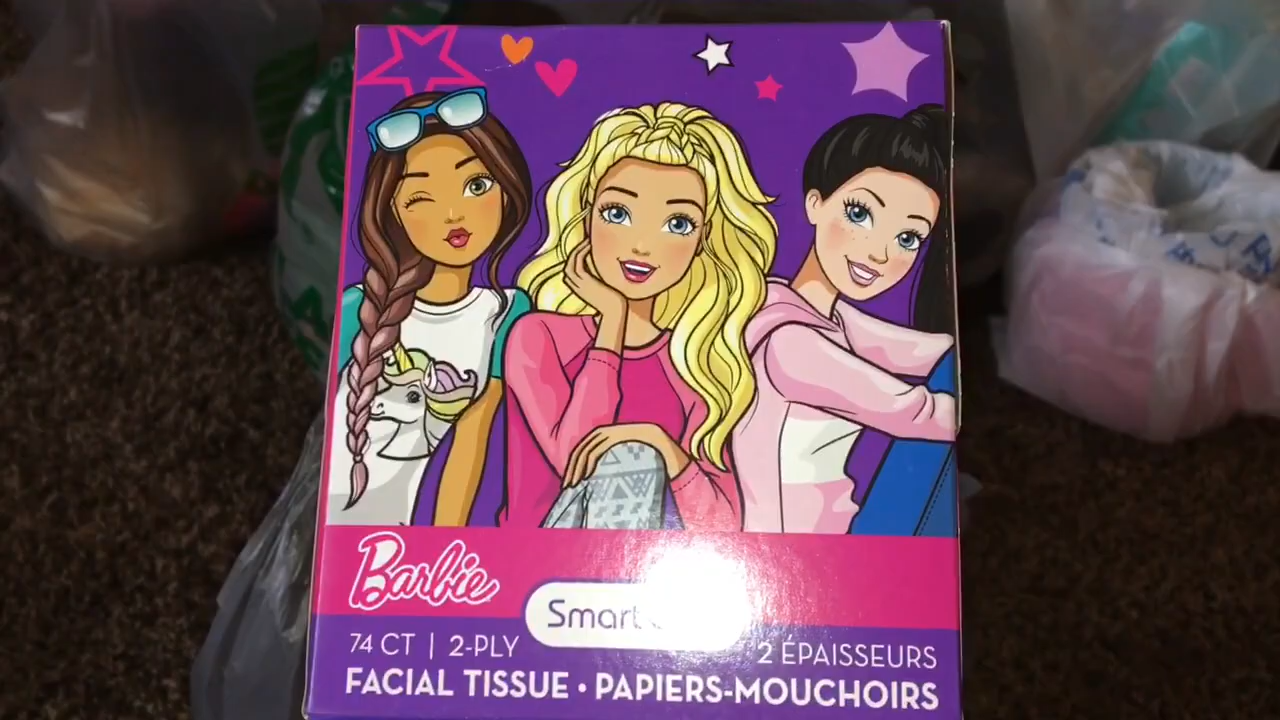 Barbie
Smart
74 CT | 2-PLY
2 ÉPAISSEURS
FACIAL TISSUE • PAPIERS-MOUCHOIRS